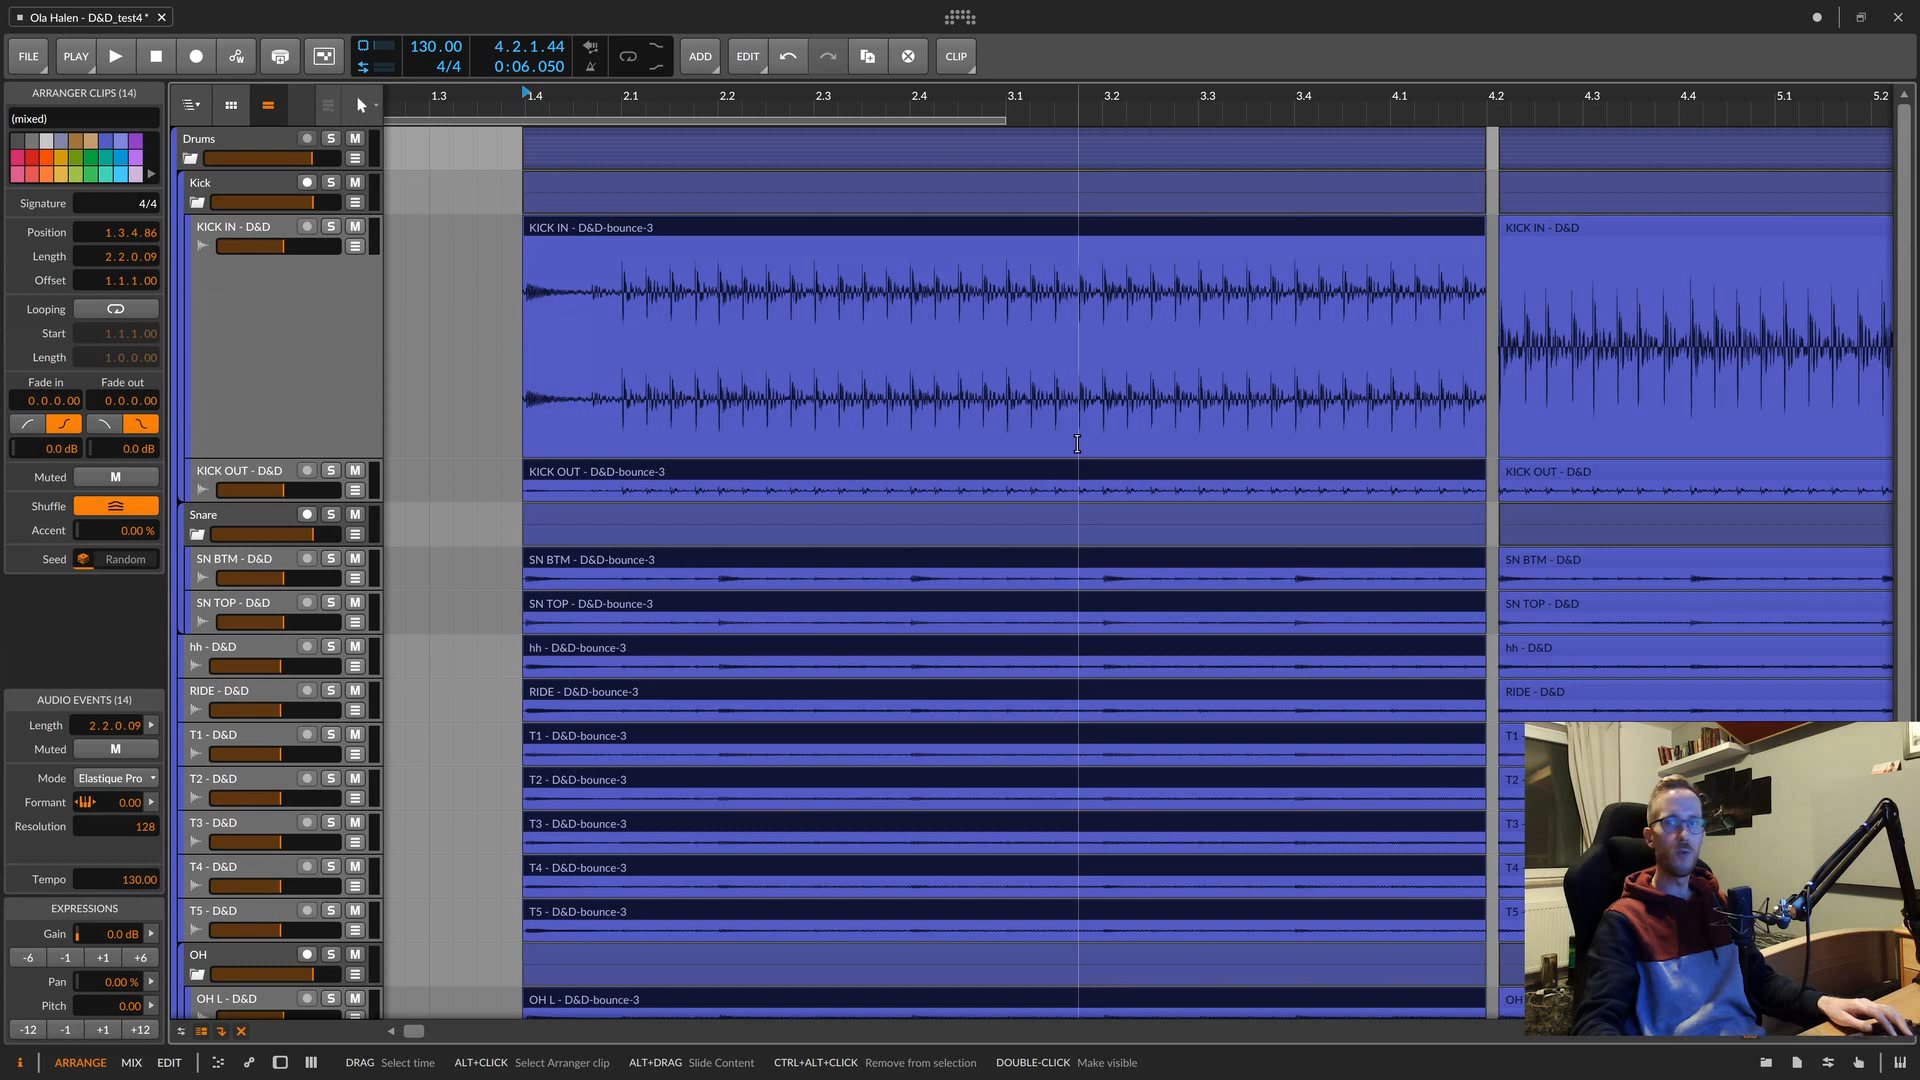 Ola Halen - D&D_test4 *
FILE PLAY 130.00 4/4 4.2.1.44 0:06.050 ADD EDIT CLIP
ARRANGER CLIPS (14)
(mixed)
Signature 4/4
Position 1.3.4.86
Length 2.2.0.09
Offset 1.1.1.00
Looping
Start 1.1.1.00
Length 1.0.0.00
Fade in Fade out
0.0.0.00 0.0.0.00
0.0 dB 0.0 dB
Muted M
Shuffle
Accent 0.00 %
Seed Random
AUDIO EVENTS (14)
Length 2.2.0.09
Muted M
Mode Elastique Pro
Formant 0.00
Resolution 128
Tempo 130.00
EXPRESSIONS
Gain 0.0 dB
-6 -1 +1 +6
Pan 0.00 %
Pitch 0.00
-12 -1 +1 +12
1.3 1.4 2.1 2.2 2.3 2.4 3.1 3.2 3.3 3.4 4.1 4.2 4.3 4.4 5.1 5.2
Drums S M
Kick S M
KICK IN - D&D S M
KICK IN - D&D-bounce-3
KICK IN - D&D
KICK OUT - D&D S M
KICK OUT - D&D-bounce-3
KICK OUT - D&D
Snare S M
SN BTM - D&D S M
SN BTM - D&D-bounce-3
SN BTM - D&D
SN TOP - D&D S M
SN TOP - D&D-bounce-3
SN TOP - D&D
hh - D&D S M
hh - D&D-bounce-3
hh - D&D
RIDE - D&D S M
RIDE - D&D-bounce-3
RIDE - D&D
T1 - D&D S M
T1 - D&D-bounce-3
T1
T2 - D&D S M
T2 - D&D-bounce-3
T2 -
T3 - D&D S M
T3 - D&D-bounce-3
T3 -
T4 - D&D S M
T4 - D&D-bounce-3
T4
T5 - D&D S M
T5 - D&D-bounce-3
T5
OH S M
OH L - D&D S M
OH L - D&D-bounce-3
OH
i ARRANGE MIX EDIT
DRAG Select time ALT+CLICK Select Arranger clip ALT+DRAG Slide Content CTRL+ALT+CLICK Remove from selection DOUBLE-CLICK Make visible